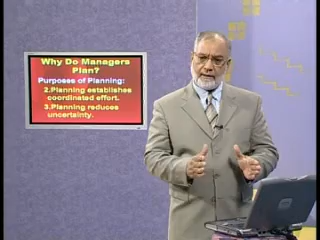 Why Do Managers
Plan?
Purposes of Planning:
2.Planning establishes
coordinated effort.
3.Planning reduces
uncertainty.